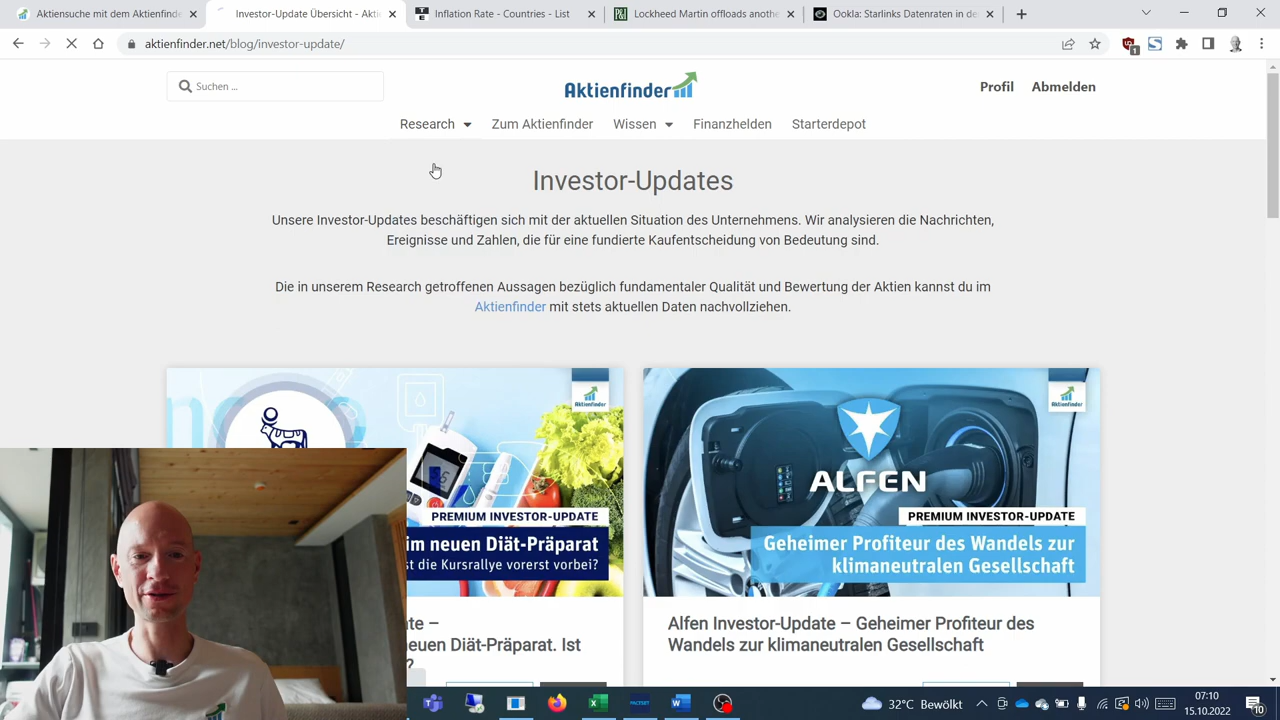 Aktiensuche mit dem Aktienfinder
Investor-Update Übersicht - Akti
Inflation Rate - Countries - List
Lockheed Martin offloads anothe
Ookla: Starlinks Datenraten in de
aktienfinder.net/blog/investor-update/
1
Suchen ...
Aktienfinder
Profil
Abmelden
Research
Zum Aktienfinder
Wissen
Finanzhelden
Starterdepot
Investor-Updates
Unsere Investor-Updates beschäftigen sich mit der aktuellen Situation des Unternehmens. Wir analysieren die Nachrichten,
Ereignisse und Zahlen, die für eine fundierte Kaufentscheidung von Bedeutung sind.
Die in unserem Research getroffenen Aussagen bezüglich fundamentaler Qualität und Bewertung der Aktien kannst du im
Aktienfinder mit stets aktuellen Daten nachvollziehen.
Aktienfinder
PREMIUM INVESTOR-UPDATE
im neuen Diät-Präparat
st die Kursrallye vorerst vorbei?
te –
euen Diät-Präparat. Ist
?
Aktienfinder
ALFEN
PREMIUM INVESTOR-UPDATE
Geheimer Profiteur des Wandels zur
klimaneutralen Gesellschaft
Alfen Investor-Update – Geheimer Profiteur des
Wandels zur klimaneutralen Gesellschaft
32°C Bewölkt
07:10
15.10.2022
10